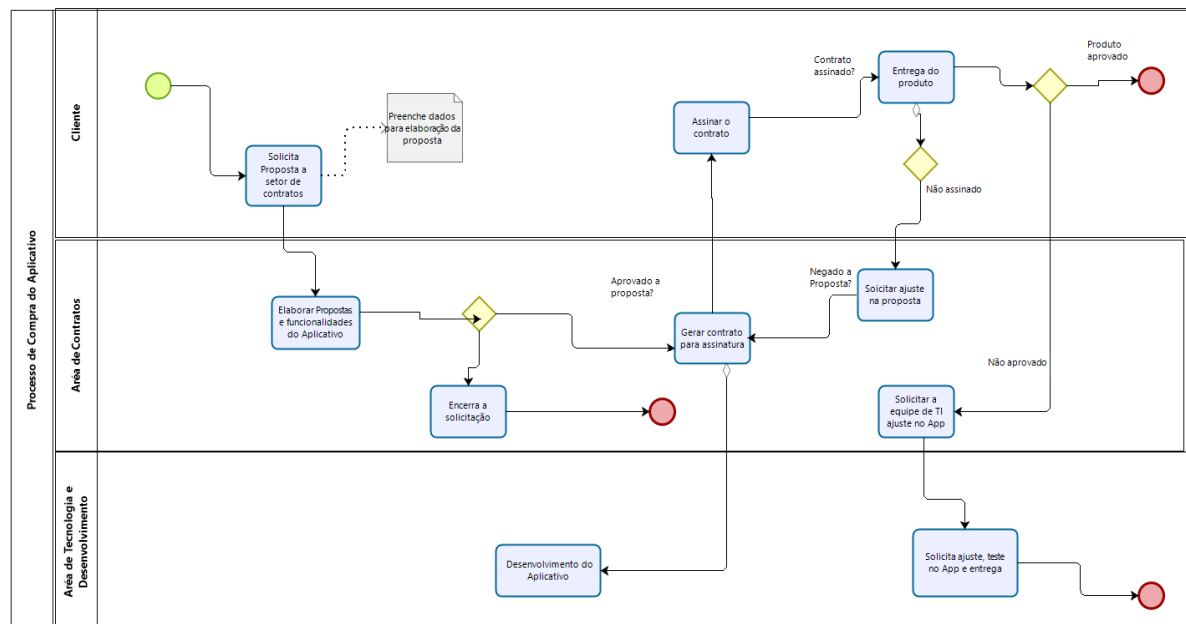 Processo de Compra do Aplicativo
Cliente
Solicita
Proposta a
setor de
contratos
Preenche dados
para elaboração da
proposta
Assinar o
contrato
Contrato
assinado?
Entrega do
produto
Produto
aprovado
Não assinado
Aréa de Contratos
Elaborar Propostas
e funcionalidades
do Aplicativo
Encerra a
solicitação
Aprovado a
proposta?
Gerar contrato
para assinatura
Negado a
Proposta?
Soicitar ajuste
na proposta
Não aprovado
Solicitar a
equipe de TI
ajuste no App
Aréa de Tecnologia e
Desenvolvimento
Desenvolvimento do
Aplicativo
Solicita ajuste, teste
no App e entrega